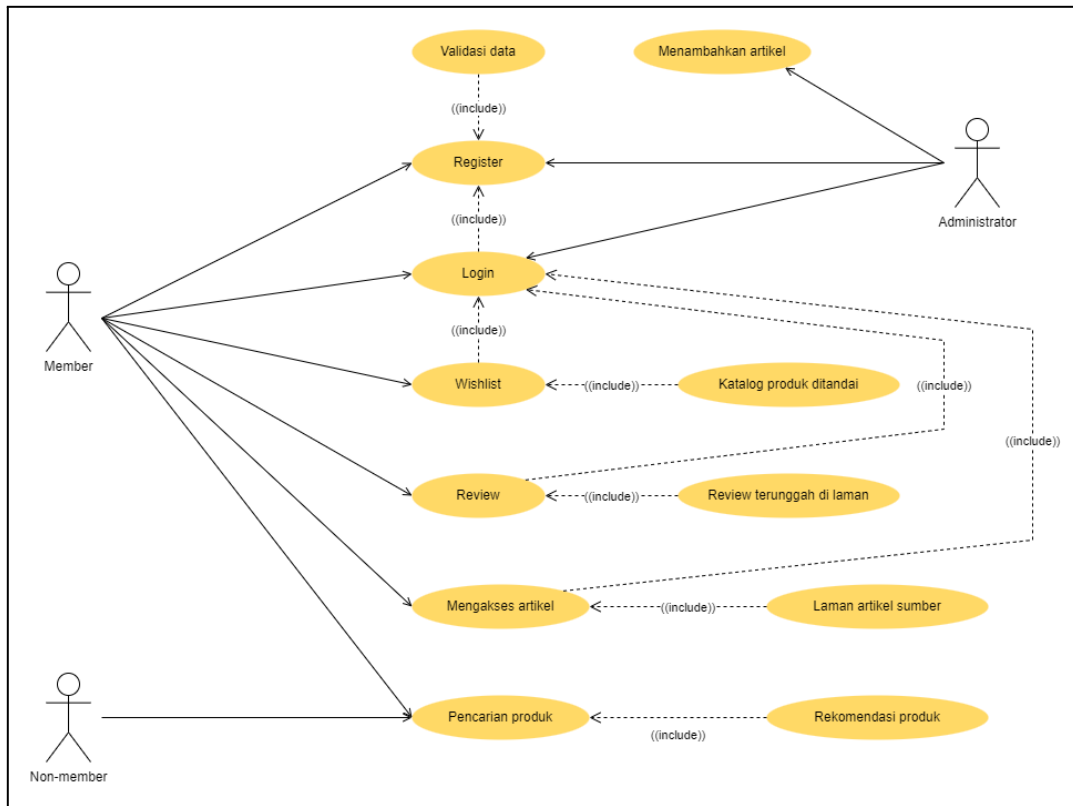 Validasi data
Menambahkan artikel
((include))
Register
((include))
Administrator
Login
((include))
Member
Wishlist
((include))
Katalog produk ditandai
((include))
((include))
Review
((include))
Review terunggah di laman
Mengakses artikel
((include))
Laman artikel sumber
Pencarian produk
((include))
Rekomendasi produk
Non-member